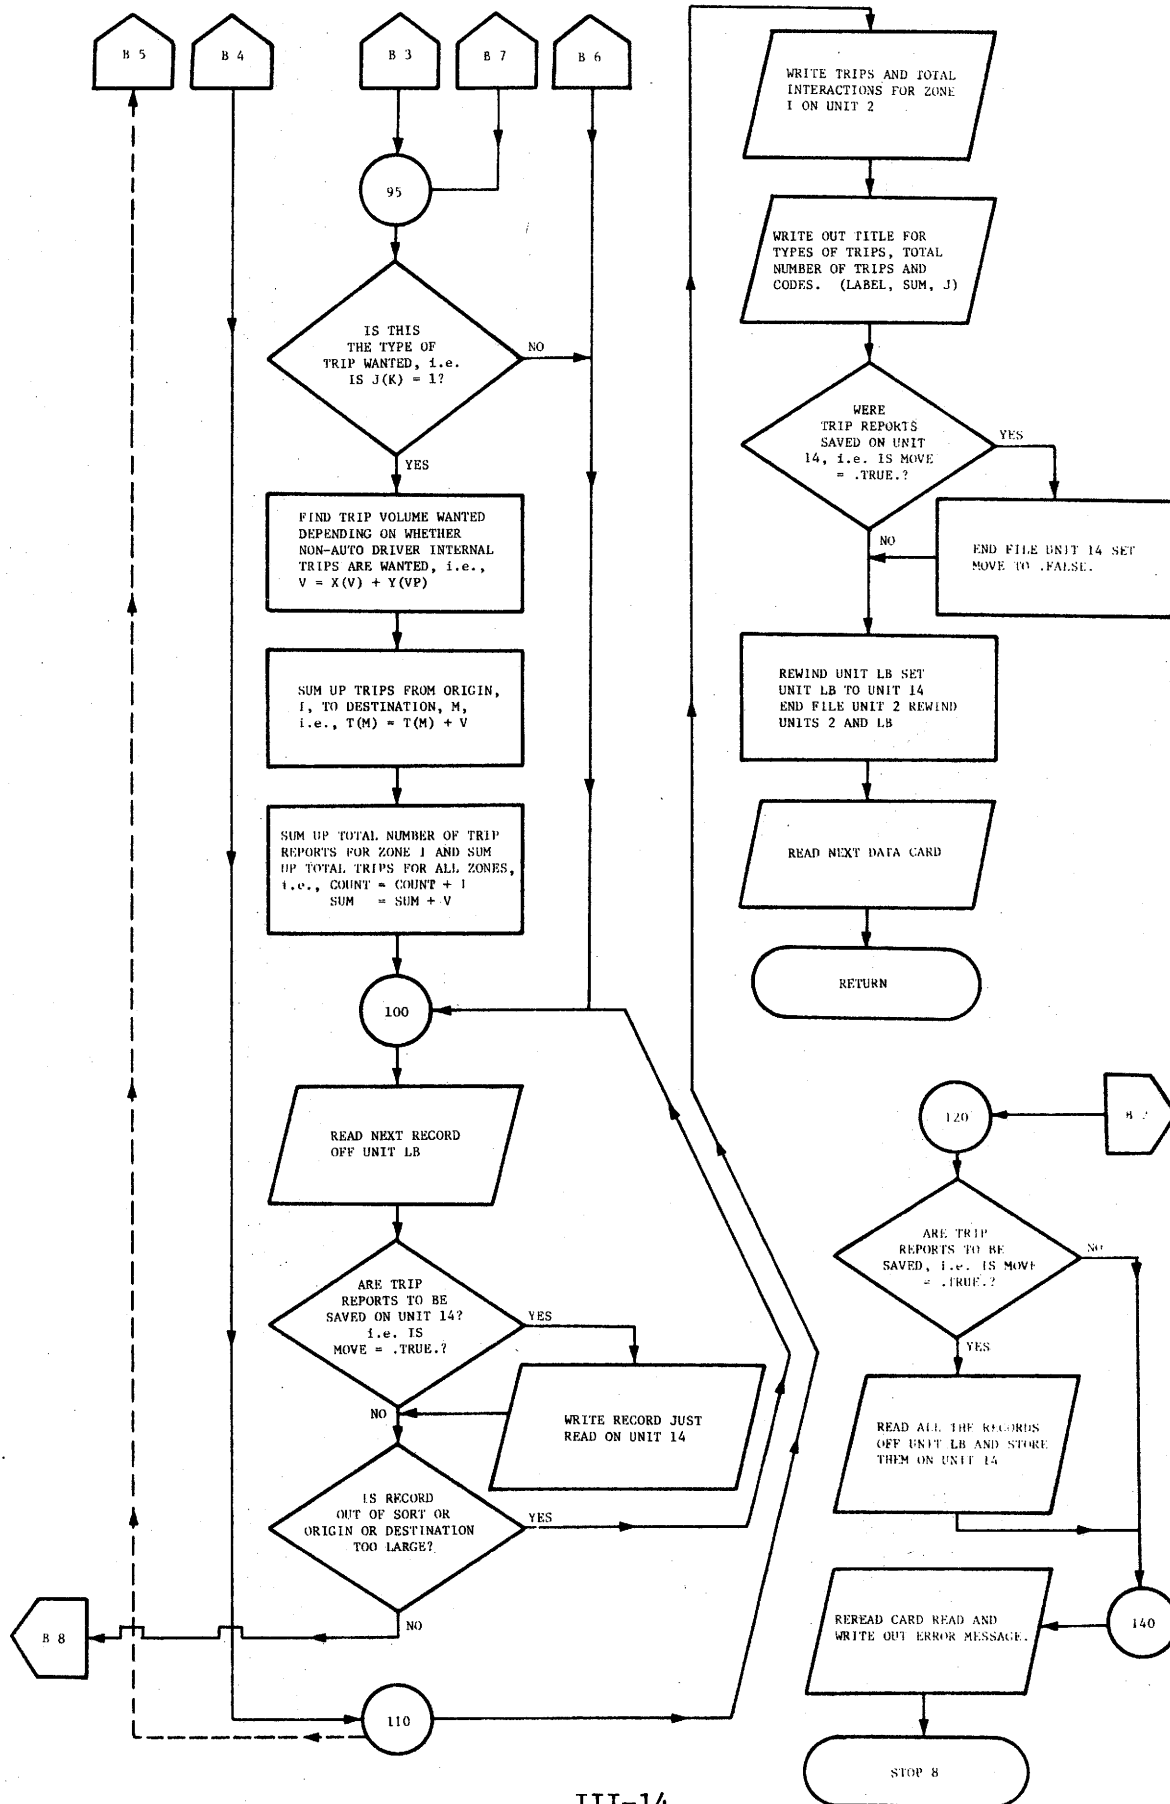 B 5
B 4
B 3
B 7
B 6
95
IS THIS
THE TYPE OF
TRIP WANTED, i.e.
IS J(K) = 1?
NO
YES
FIND TRIP VOLUME WANTED
DEPENDING ON WHETHER
NON-AUTO DRIVER INTERNAL
TRIPS ARE WANTED, i.e.,
V = X(V) + Y(VP)
SUM UP TRIPS FROM ORIGIN,
I, TO DESTINATION, M,
i.e., T(M) = T(M) + V
SUM UP TOTAL NUMBER OF TRIP
REPORTS FOR ZONE I AND SUM
UP TOTAL TRIPS FOR ALL ZONES,
i.e., COUNT = COUNT + 1
SUM = SUM + V
100
READ NEXT RECORD
OFF UNIT LB
ARE TRIP
REPORTS TO BE
SAVED ON UNIT 14?
i.e. IS
MOVE = .TRUE.?
YES
NO
WRITE RECORD JUST
READ ON UNIT 14
IS RECORD
OUT OF SORT OR
ORIGIN OR DESTINATION
TOO LARGE?
YES
NO
B 8
110
WRITE TRIPS AND TOTAL
INTERACTIONS FOR ZONE
I ON UNIT 2
WRITE OUT TITLE FOR
TYPES OF TRIPS, TOTAL
NUMBER OF TRIPS AND
CODES. (LABEL, SUM, J)
WERE
TRIP REPORTS
SAVED ON UNIT
14, i.e. IS MOVE
= .TRUE.?
YES
NO
END FILE UNIT 14 SET
MOVE TO .FALSE.
REWIND UNIT LB SET
UNIT LB TO UNIT 14
END FILE UNIT 2 REWIND
UNITS 2 AND LB
READ NEXT DATA CARD
RETURN
120
B
ARE TRIP
REPORTS TO BE
SAVED, i.e. IS MOVE
= .TRUE.?
NO
YES
READ ALL THE RECORDS
OFF UNIT LB AND STORE
THEM ON UNIT 14
140
REREAD CARD READ AND
WRITE OUT ERROR MESSAGE.
STOP 8
III-14